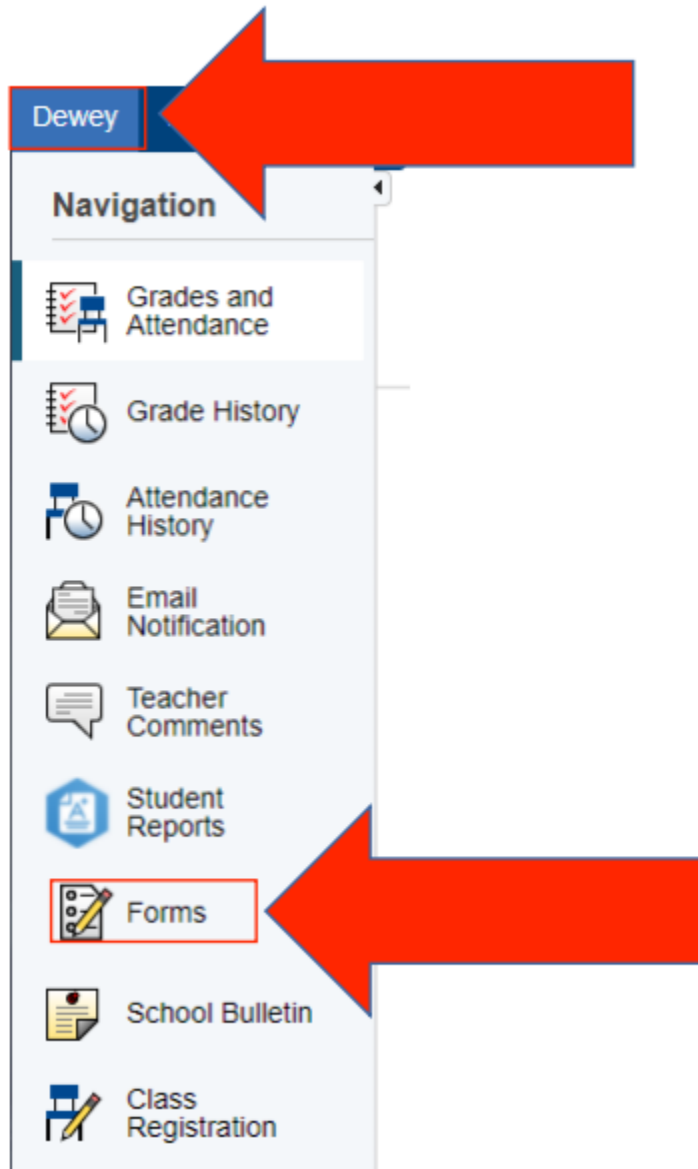 Dewey
Navigation
Grades and
Attendance
Grade History
Attendance
History
Email
Notification
Teacher
Comments
Student
Reports
Forms
School Bulletin
Class
Registration